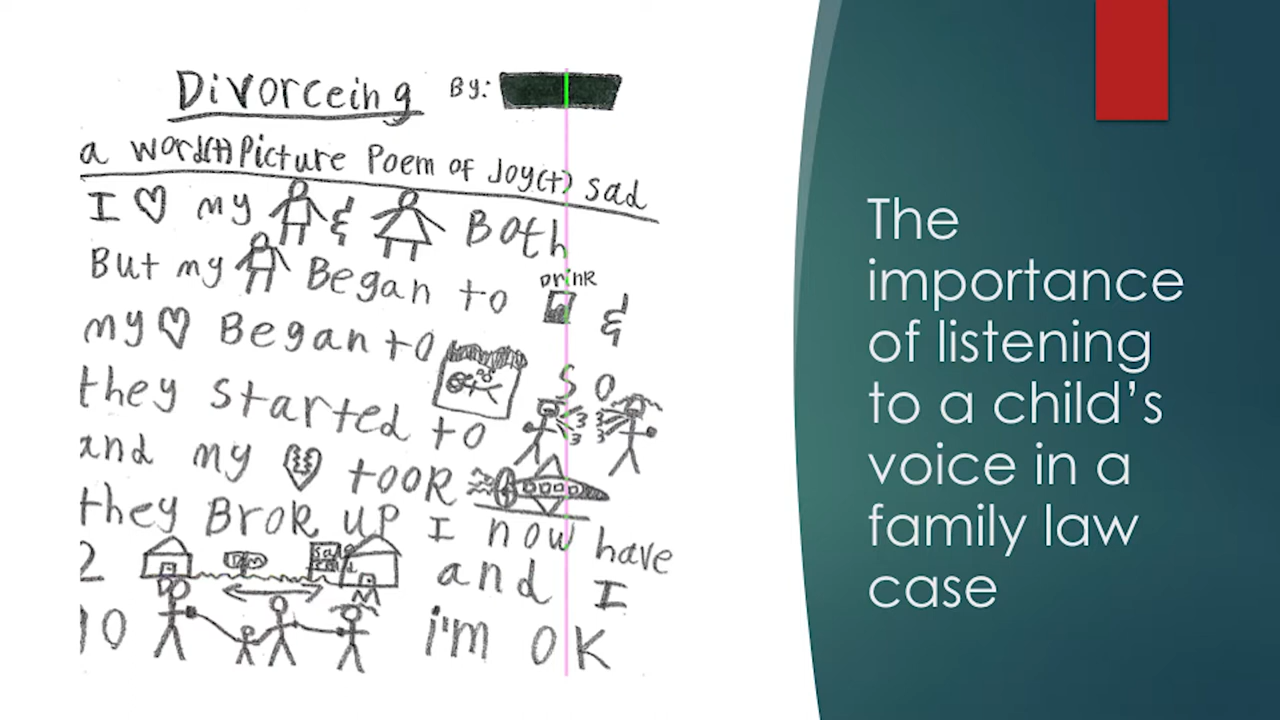 Divorceing By:
a word(+)Picture Poem of Joy(+) sad
I my & Both
But my Began to Drink &
my Began to
they started to so
and my took
they Brok up I now have
2 and I
10 i'm OK
The
importance
of listening
to a child's
voice in a
family law
case